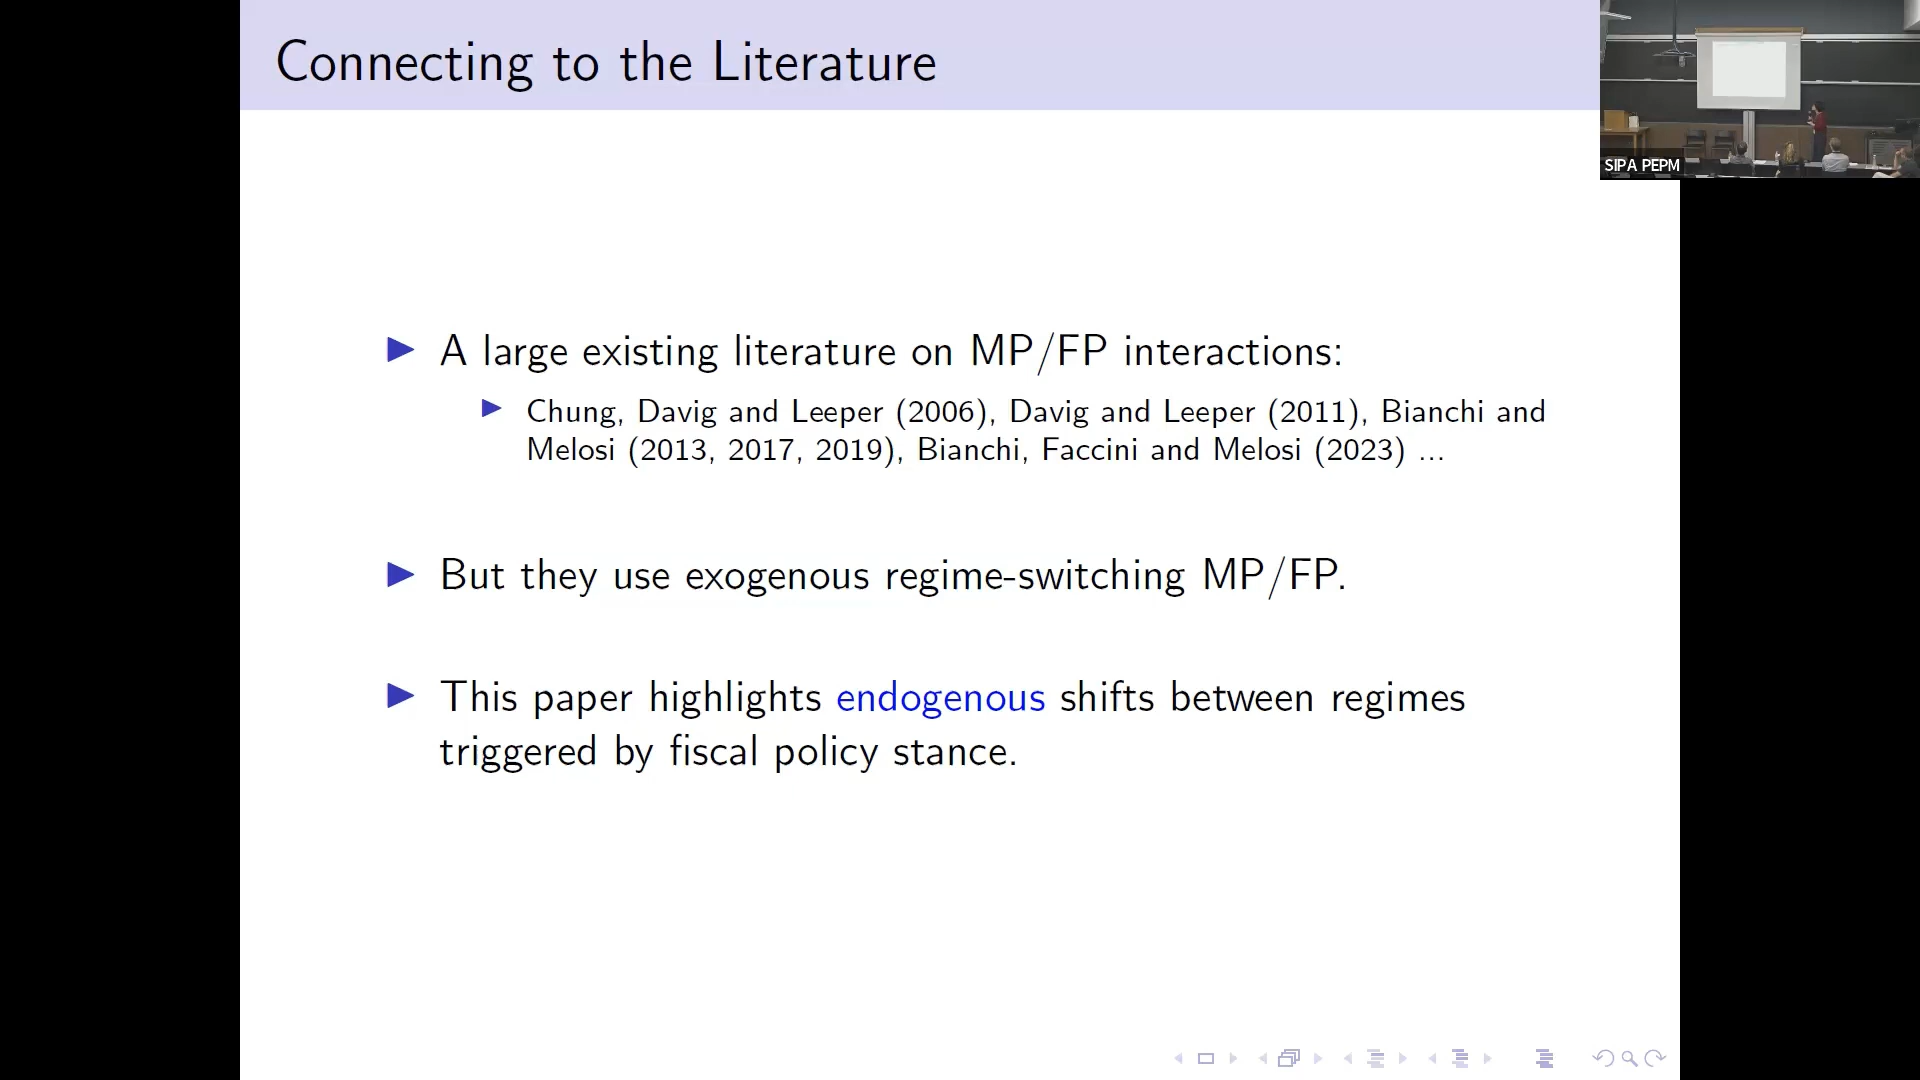 Connecting to the Literature
SIPA PEPM
A large existing literature on MP/FP interactions:
Chung, Davig and Leeper (2006), Davig and Leeper (2011), Bianchi and
Melosi (2013, 2017, 2019), Bianchi, Faccini and Melosi (2023) ...
But they use exogenous regime-switching MP/FP.
This paper highlights endogenous shifts between regimes
triggered by fiscal policy stance.